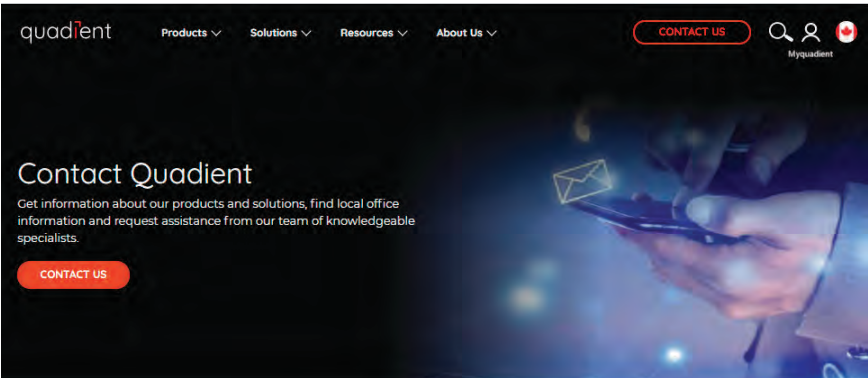 quadient
Products
Solutions
Resources
About Us
CONTACT US
Myquadient
Contact Quadient
Get information about our products and solutions, find local office
information and request assistance from our team of knowledgeable
specialists.
CONTACT US